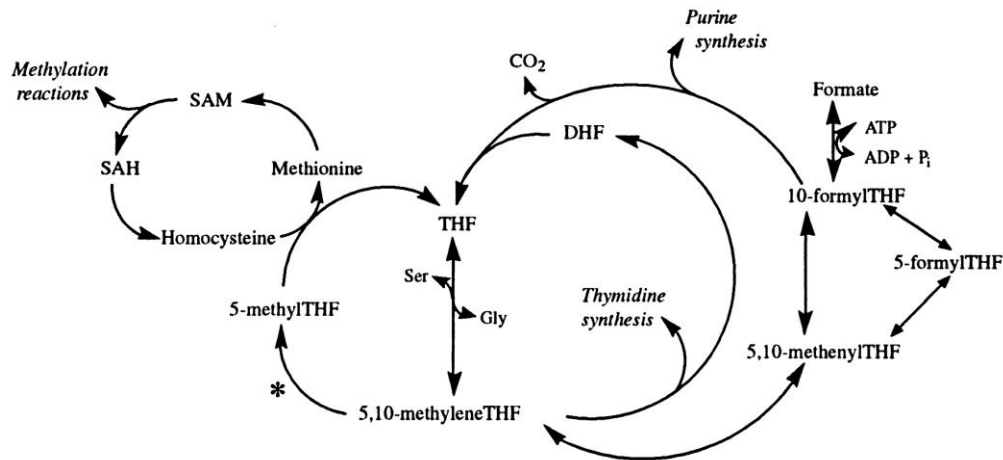 Purine
synthesis
Methylation
reactions
CO2
SAM
Formate
ATP
DHF
ADP + Pi
SAH
Methionine
10-formylTHF
THF
Homocysteine
5-formylTHF
Ser
5-methylTHF
Thymidine
synthesis
Gly
5,10-methenylTHF
*
5,10-methyleneTHF